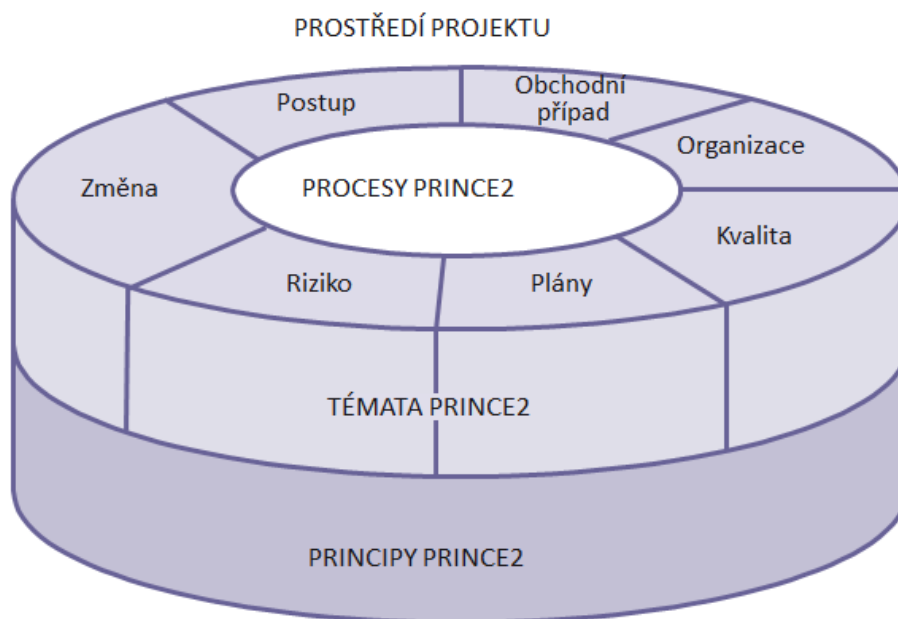 PROSTŘEDÍ PROJEKTU
Postup
Obchodní
případ
Organizace
Změna
PROCESY PRINCE2
Kvalita
Riziko
Plány
TÉMATA PRINCE2
PRINCIPY PRINCE2